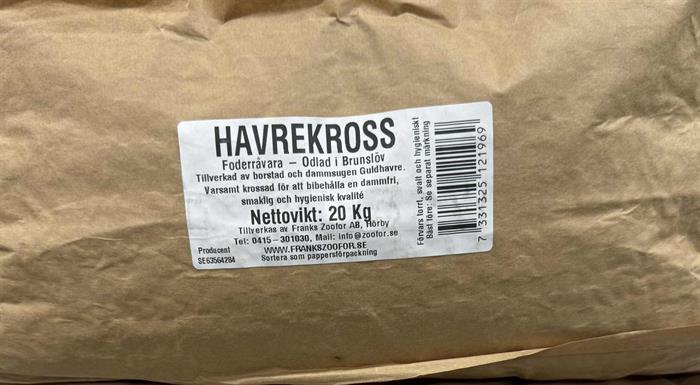 HAVREKROSS
Foderråvara – Odlad i Brunslöv
Tillverkad av borstad och dammsugen Guldhavre.
Varsamt krossad för att bibehålla en dammfri,
smaklig och hygienisk kvalité
Nettovikt: 20 Kg
Tillverkas av Franks Zoofor AB, Hörby
Tel: 0415-301030, Mail: info@zoofor.se
WWW.FRANKSZOOFOR.SE
Sortera som pappersförpackning
Producent
SE63564284
Förvars torrt, svalt och hygieniskt
Bäst före: Se separat märkning
7 331325 121969